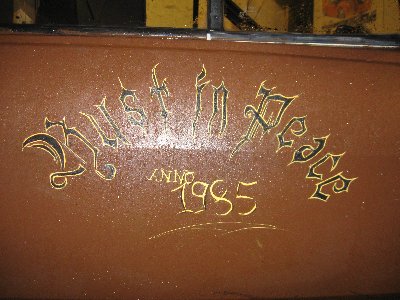 Rust in Peace
ANNO
1985